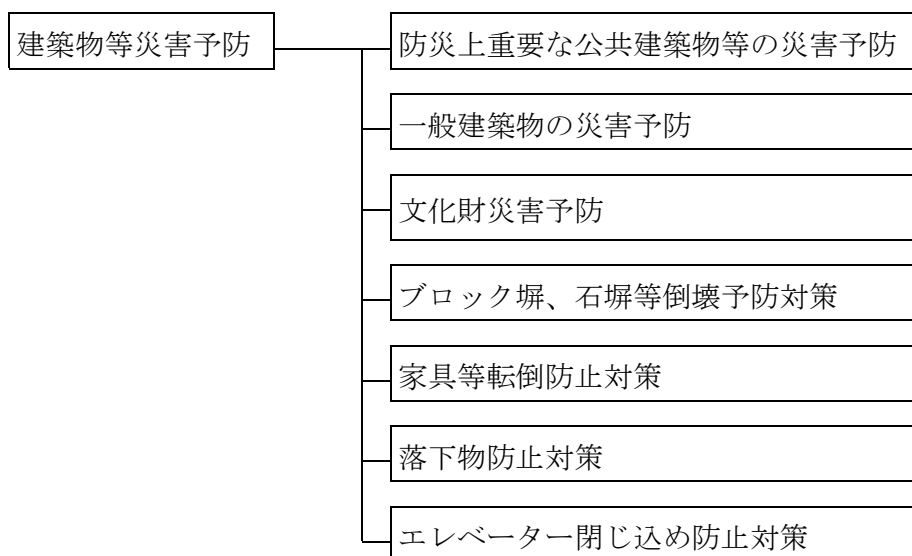 建築物等災害予防
防災上重要な公共建築物等の災害予防
一般建築物の災害予防
文化財災害予防
ブロック塀、石塀等倒壊予防対策
家具等転倒防止対策
落下物防止対策
エレベーター閉じ込め防止対策